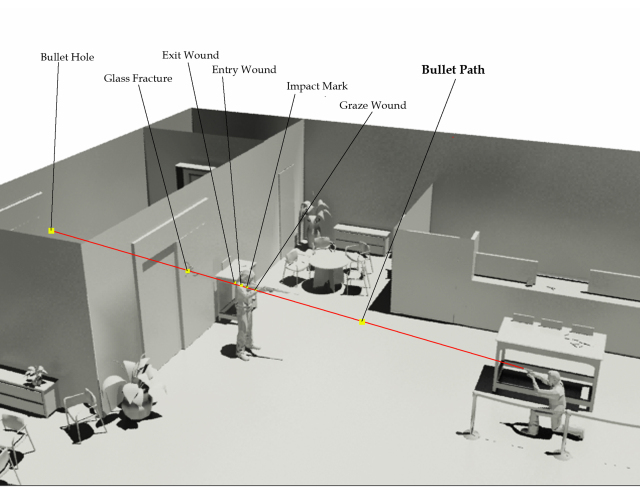 Bullet Hole
Glass Fracture
Exit Wound
Entry Wound
Impact Mark
Graze Wound
Bullet Path